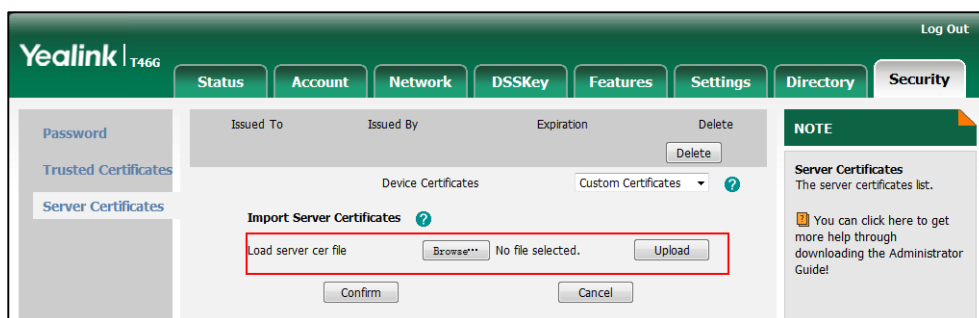 Log Out
Yealink T46G
Status Account Network DSSKey Features Settings Directory Security
Password
Trusted Certificates
Server Certificates
Issued To Issued By Expiration Delete
Delete
Device Certificates Custom Certificates ?
Import Server Certificates ?
Load server cer file Browse... No file selected. Upload
Confirm Cancel
NOTE
Server Certificates
The server certificates list.
? You can click here to get
more help through
downloading the Administrator
Guide!